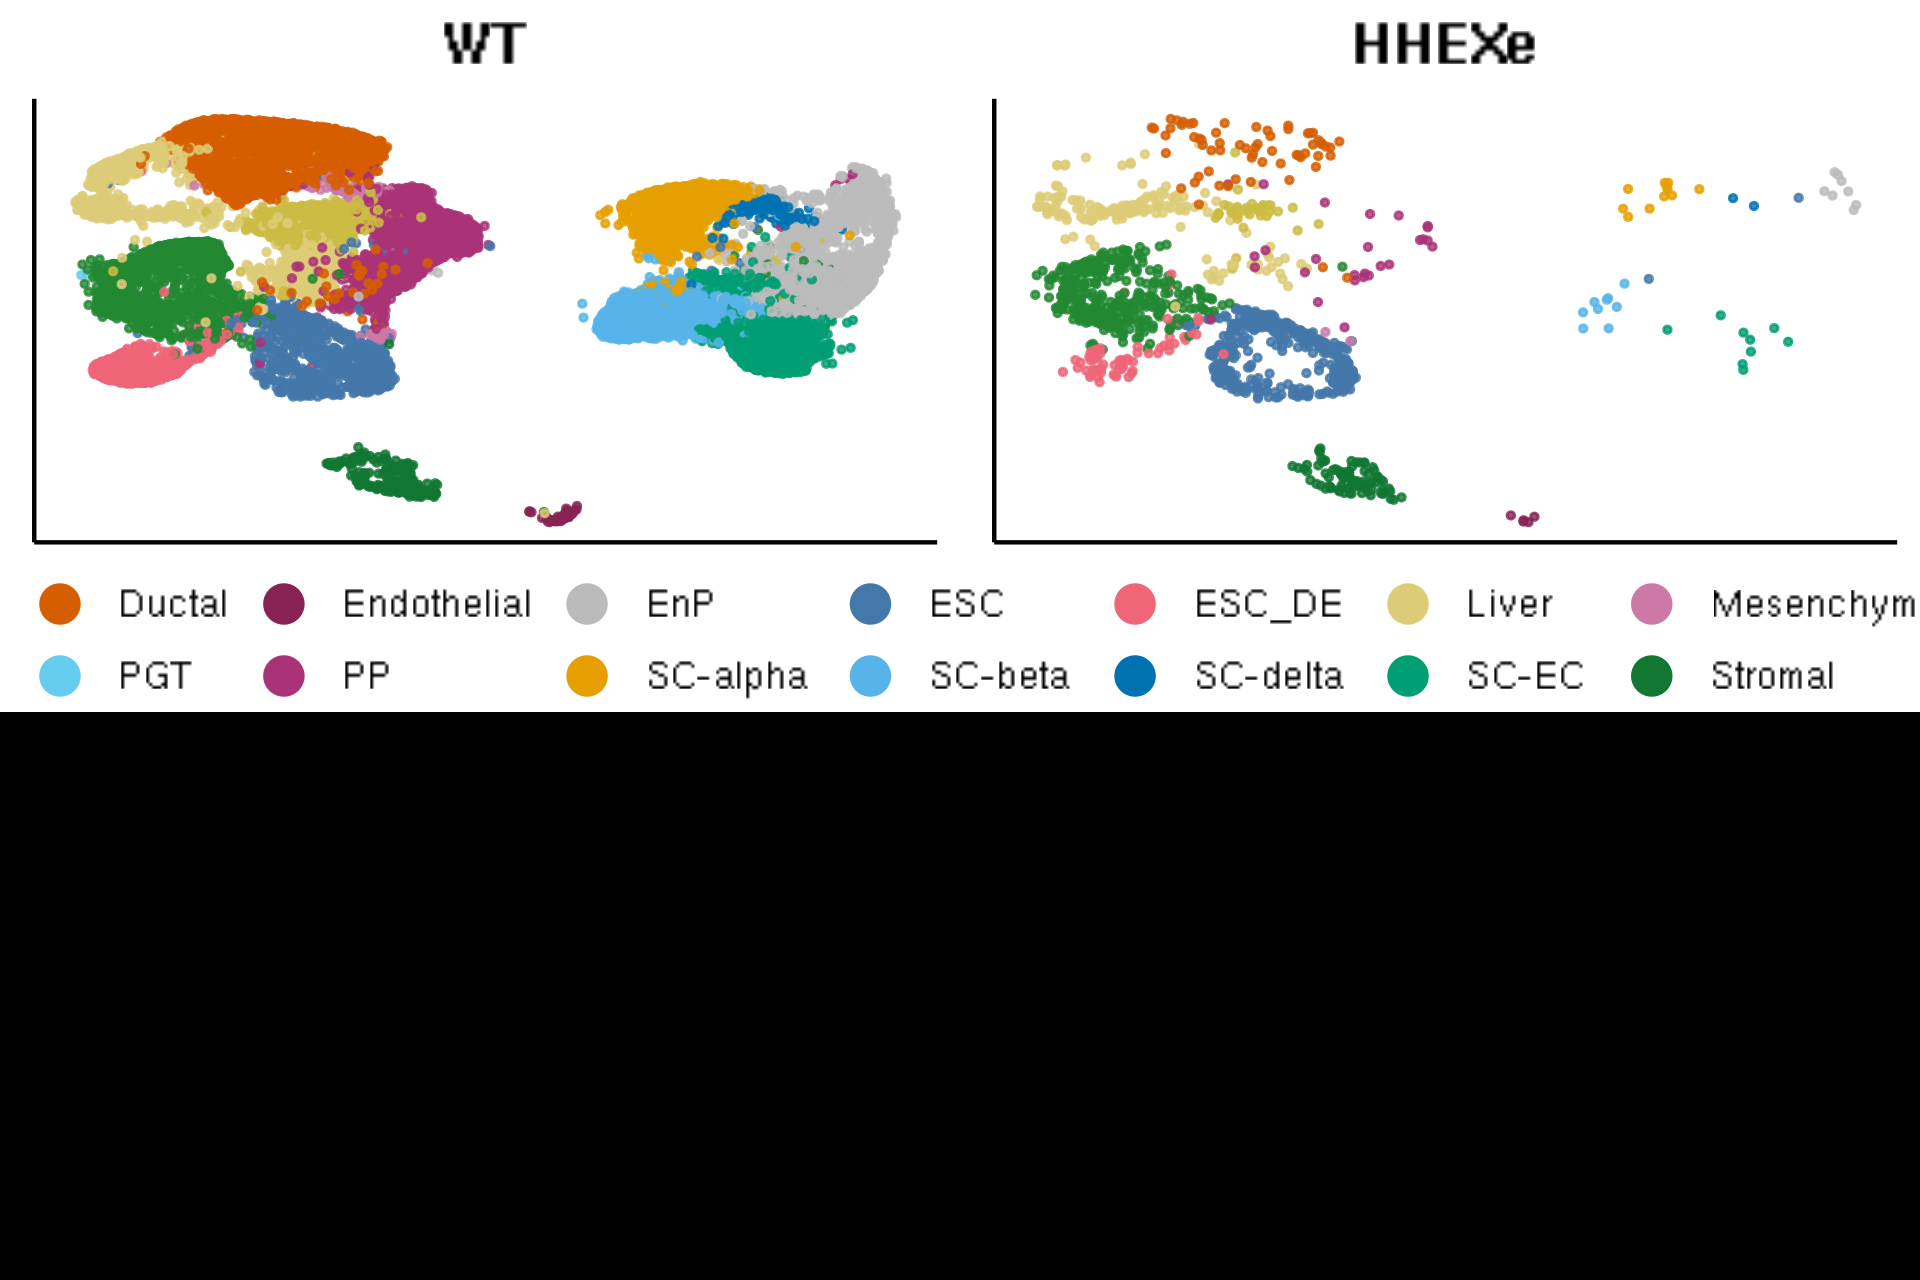 WT HHEXe
Ductal Endothelial EnP ESC ESC_DE Liver Mesenchym
PGT PP SC-alpha SC-beta SC-delta SC-EC Stromal